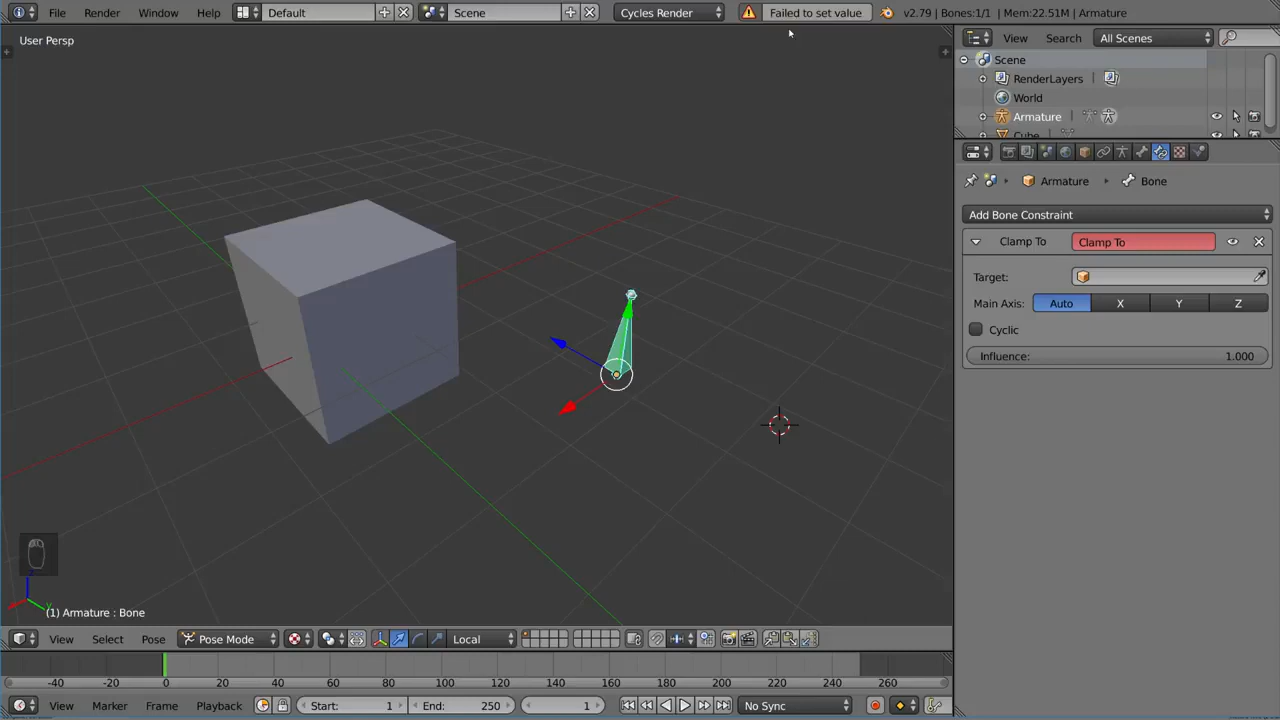 File Render Window Help Default Scene Cycles Render Failed to set value v2.79 | Bones:1/1 | Mem:22.51M | Armature
User Persp
View Search All Scenes
Scene
RenderLayers
World
Armature
Cube
Armature Bone
Add Bone Constraint
Clamp To Clamp To
Target:
Main Axis: Auto X Y Z
Cyclic
Influence: 1.000
(1) Armature : Bone
View Select Pose Pose Mode Local
-40 -20 0 20 40 60 80 100 120 140 160 180 200 220 240 260
View Marker Frame Playback Start: 1 End: 250 1 No Sync